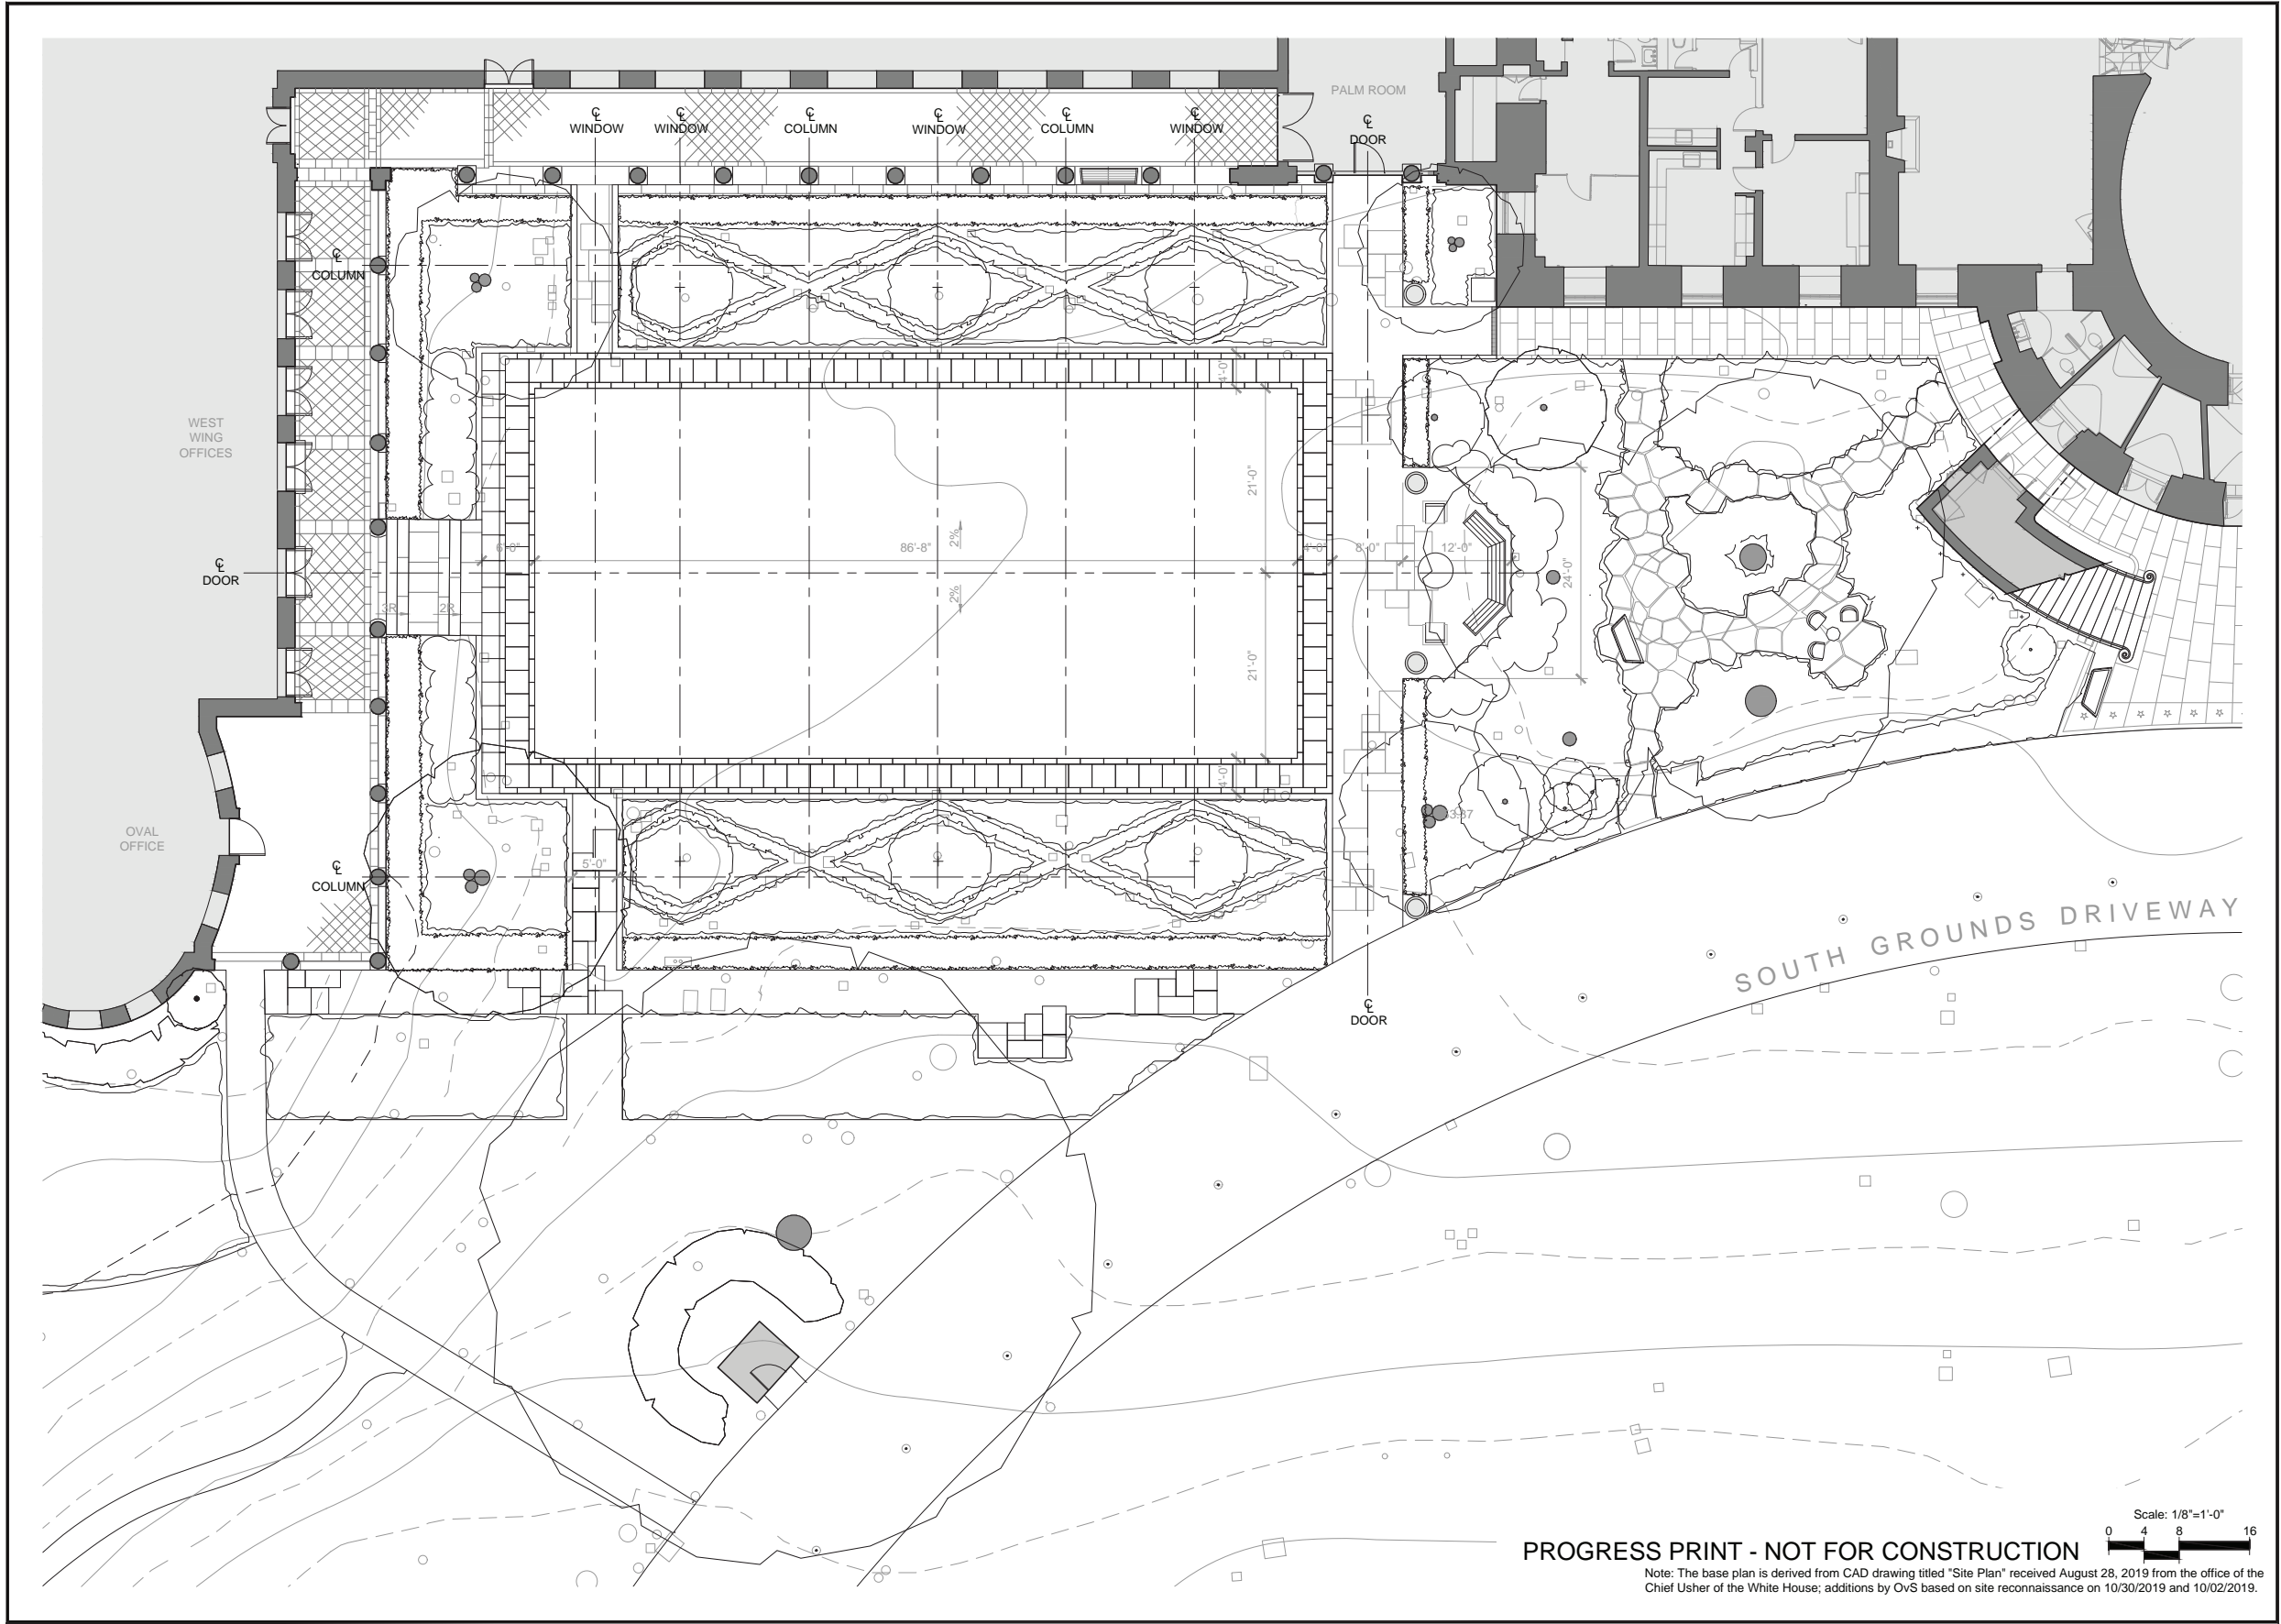 PALM ROOM
℄
WINDOW
℄
WINDOW
℄
COLUMN
℄
WINDOW
℄
COLUMN
℄
WINDOW
℄
DOOR
℄
COLUMN
4'-0"
WEST
WING
OFFICES
21'-0"
6'-0"
86'-8"
2%
4'-0"
8'-0"
12'-0"
24'-0"
℄
DOOR
2%
3R
2R
21'-0"
4'-0"
OVAL
OFFICE
5'-0"
℄
COLUMN
SOUTH GROUNDS DRIVEWAY
℄
DOOR
Scale: 1/8"=1'-0"
0 4 8 16
PROGRESS PRINT - NOT FOR CONSTRUCTION
Note: The base plan is derived from CAD drawing titled "Site Plan" received August 28, 2019 from the office of the
Chief Usher of the White House; additions by OvS based on site reconnaissance on 10/30/2019 and 10/02/2019.